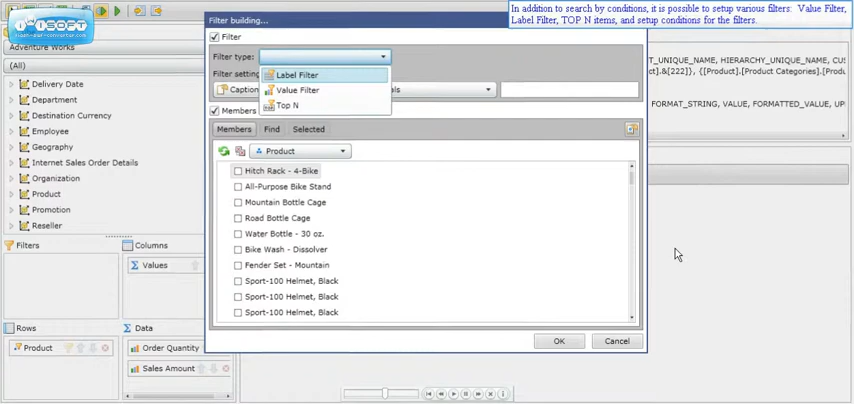 In addition to search by conditions, it is possible to setup various filters: Value Filter,
Label Filter, TOP N items, and setup conditions for the filters.
Filter building...
Filter
Filter type:
Label Filter
Value Filter
Top N
Filter setting
Caption
als
Members
Members Find Selected
Product
Hitch Rack - 4-Bike
All-Purpose Bike Stand
Mountain Bottle Cage
Road Bottle Cage
Water Bottle - 30 oz.
Bike Wash - Dissolver
Fender Set - Mountain
Sport-100 Helmet, Black
Sport-100 Helmet, Black
Sport-100 Helmet, Black
OK Cancel
Adventure Works
(All)
Delivery Date
Department
Destination Currency
Employee
Geography
Internet Sales Order Details
Organization
Product
Promotion
Reseller
Filters
Columns
Values
Rows
Product
Data
Order Quantity
Sales Amount
T_UNIQUE_NAME, HIERARCHY_UNIQUE_NAME, CUS
ct].&[222]}, {[Product].[Product Categories].[Produ
FORMAT_STRING, VALUE, FORMATTED_VALUE, UP